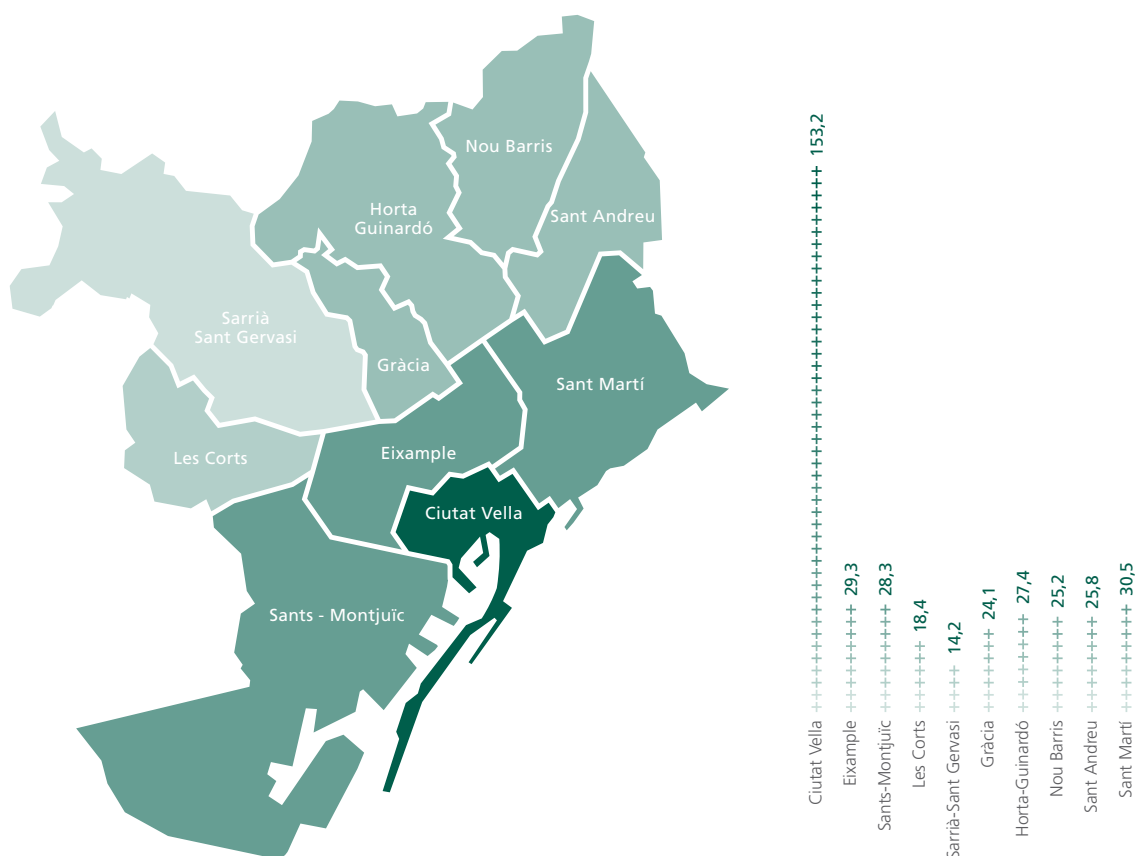 Nou Barris
Horta
Guinardó
Sant Andreu
Sarrià
Sant Gervasi
Gràcia
Sant Martí
Les Corts
Eixample
Ciutat Vella
Sants - Montjuïc
153,2
29,3
28,3
18,4
14,2
24,1
27,4
25,2
25,8
30,5
Ciutat Vella
Eixample
Sants-Montjuïc
Les Corts
Sarrià-Sant Gervasi
Gràcia
Horta-Guinardó
Nou Barris
Sant Andreu
Sant Martí